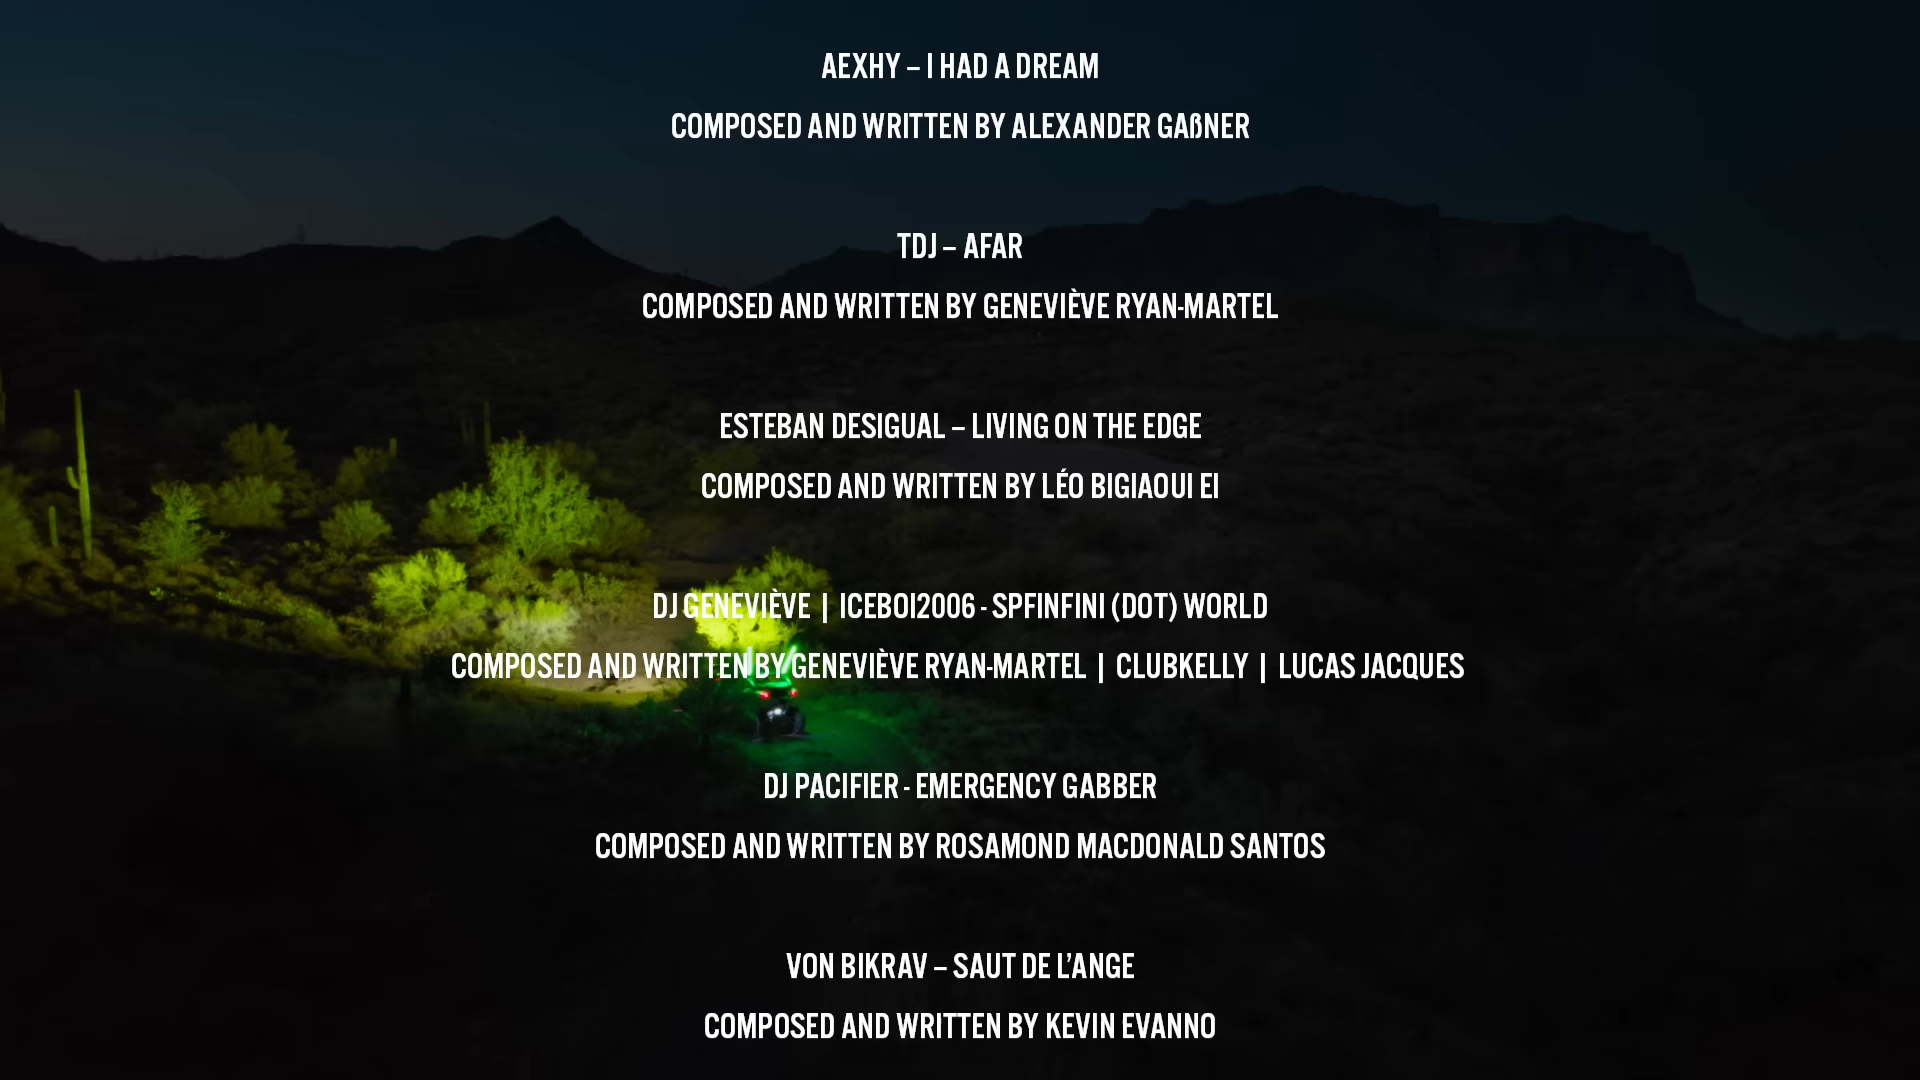 AEXHY – I HAD A DREAM
COMPOSED AND WRITTEN BY ALEXANDER GAßNER
TDJ – AFAR
COMPOSED AND WRITTEN BY GENEVIÈVE RYAN-MARTEL
ESTEBAN DESIGUAL – LIVING ON THE EDGE
COMPOSED AND WRITTEN BY LÉO BIGIAOUI EI
DJ GENEVIÈVE | ICEBOI2006 - SPFINFINI (DOT) WORLD
COMPOSED AND WRITTEN BY GENEVIÈVE RYAN-MARTEL | CLUBKELLY | LUCAS JACQUES
DJ PACIFIER - EMERGENCY GABBER
COMPOSED AND WRITTEN BY ROSAMOND MACDONALD SANTOS
VON BIKRAV – SAUT DE L’ANGE
COMPOSED AND WRITTEN BY KEVIN EVANNO